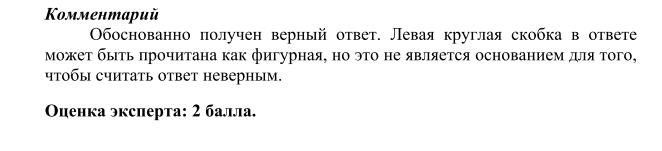 Комментарий
Обоснованно получен верный ответ. Левая круглая скобка в ответе
может быть прочитана как фигурная, но это не является основанием для того,
чтобы считать ответ неверным.
Оценка эксперта: 2 балла.